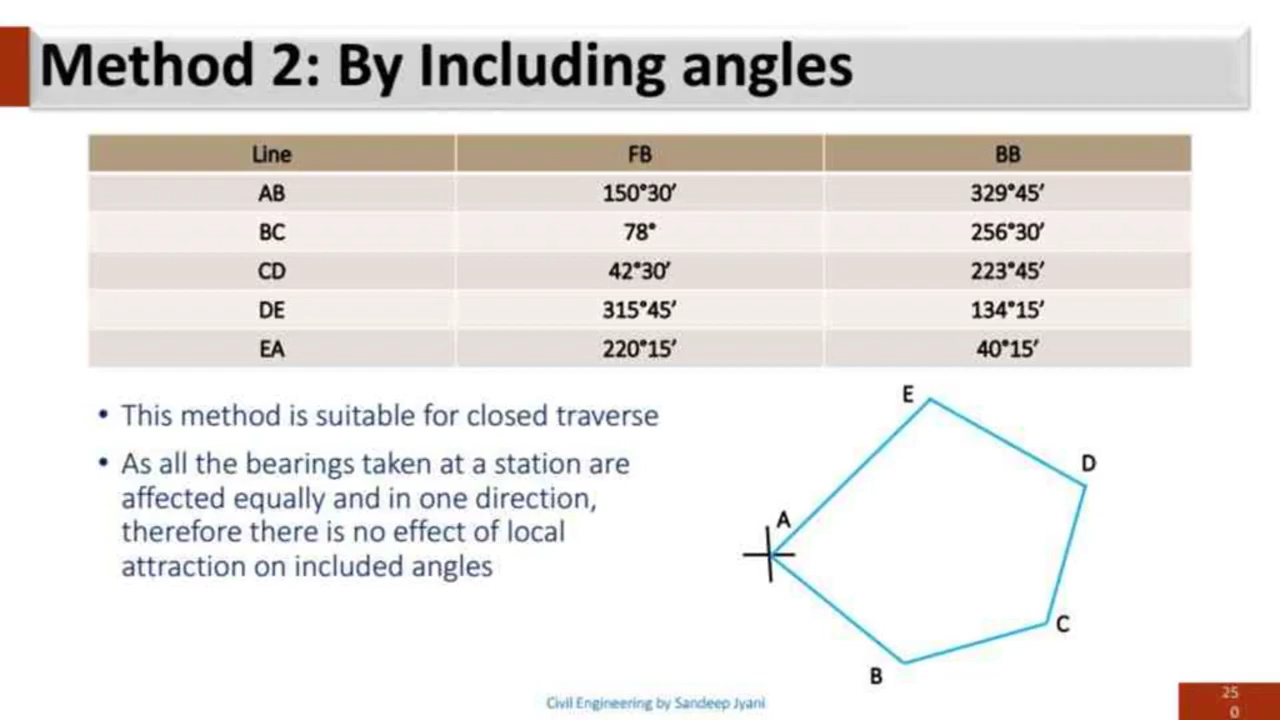 Method 2: By Including angles
Line FB BB
AB 150°30′ 329°45′
BC 78° 256°30′
CD 42°30′ 223°45′
DE 315°45′ 134°15′
EA 220°15′ 40°15′
• This method is suitable for closed traverse
• As all the bearings taken at a station are
affected equally and in one direction,
therefore there is no effect of local
attraction on included angles
E
D
A
C
B
Civil Engineering by Sandeep Jyani
25
0